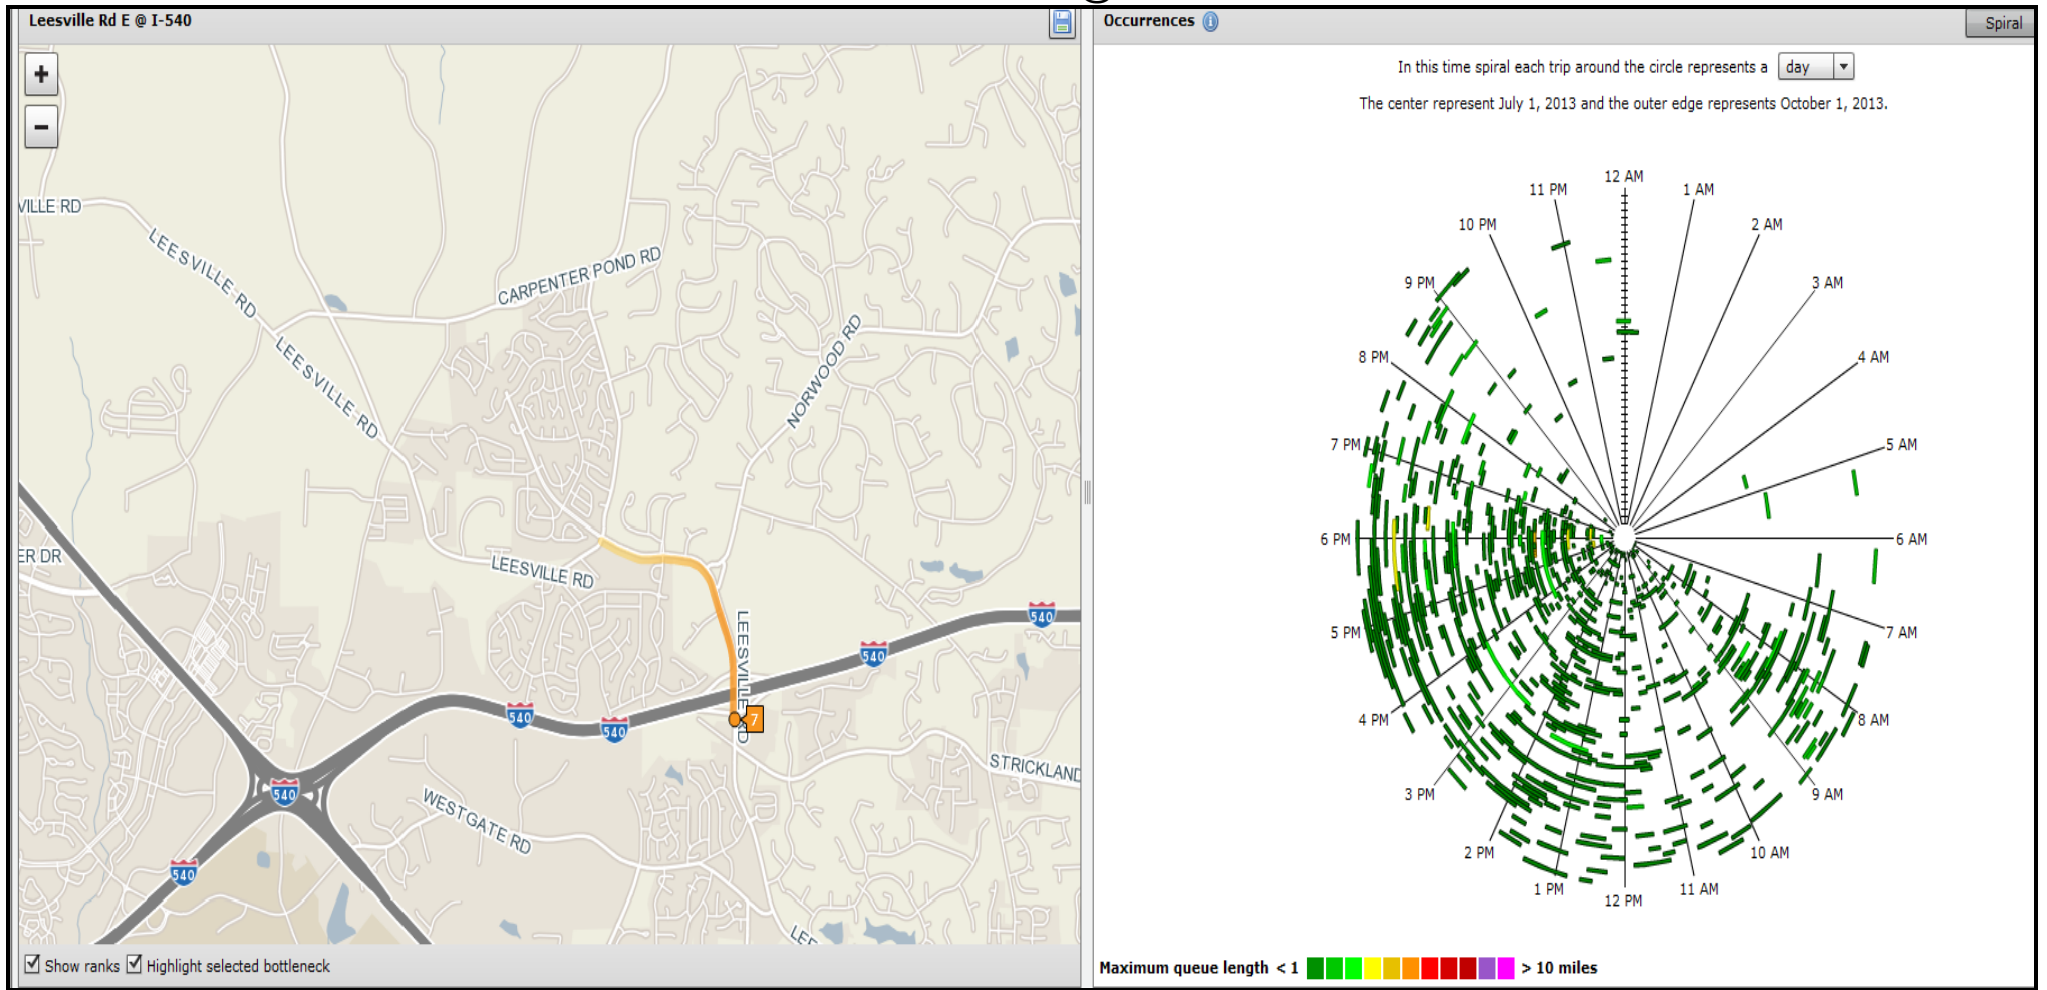 Leesville Rd E @ I-540
+
−
VILLE RD
LEESVILLE RD
CARPENTER POND RD
LEESVILLE RD
NORWOOD RD
ER DR
LEESVILLE RD
LEESVILLE RD
540
540
540
540
7
540
540
STRICKLAND
WESTGATE RD
LEE
Show ranks
Highlight selected bottleneck
Occurrences
Spiral
In this time spiral each trip around the circle represents a day
The center represent July 1, 2013 and the outer edge represents October 1, 2013.
12 AM
1 AM
2 AM
3 AM
4 AM
5 AM
6 AM
7 AM
8 AM
9 AM
10 AM
11 AM
12 PM
1 PM
2 PM
3 PM
4 PM
5 PM
6 PM
7 PM
8 PM
9 PM
10 PM
11 PM
Maximum queue length < 1 > 10 miles